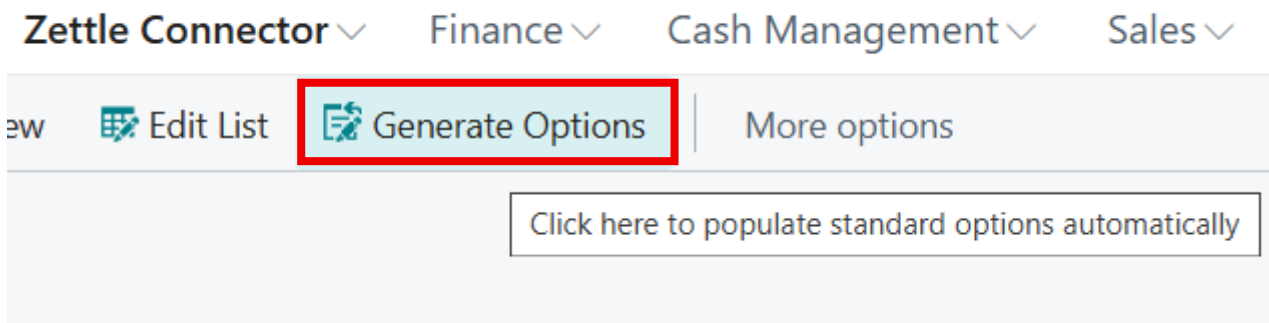 Zettle Connector Finance Cash Management Sales
ew Edit List Generate Options More options
Click here to populate standard options automatically